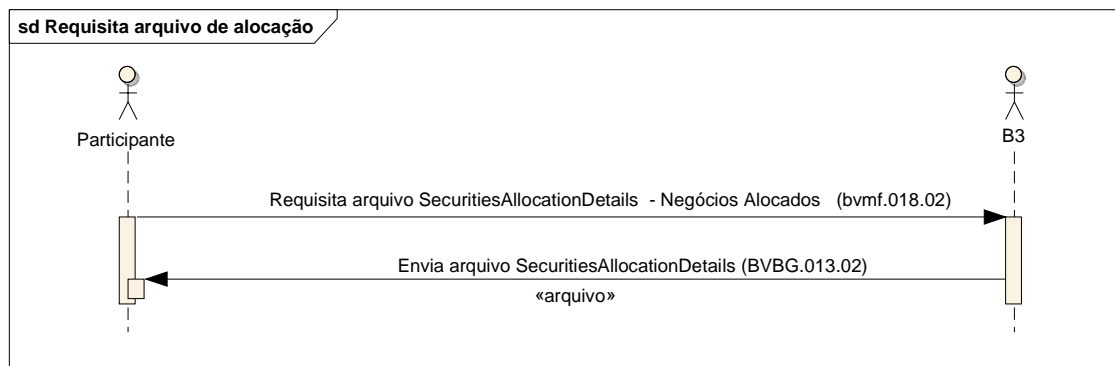 sd Requisita arquivo de alocação
Participante
B3
Requisita arquivo SecuritiesAllocationDetails - Negócios Alocados (bvmf.018.02)
Envia arquivo SecuritiesAllocationDetails (BVBG.013.02)
«arquivo»